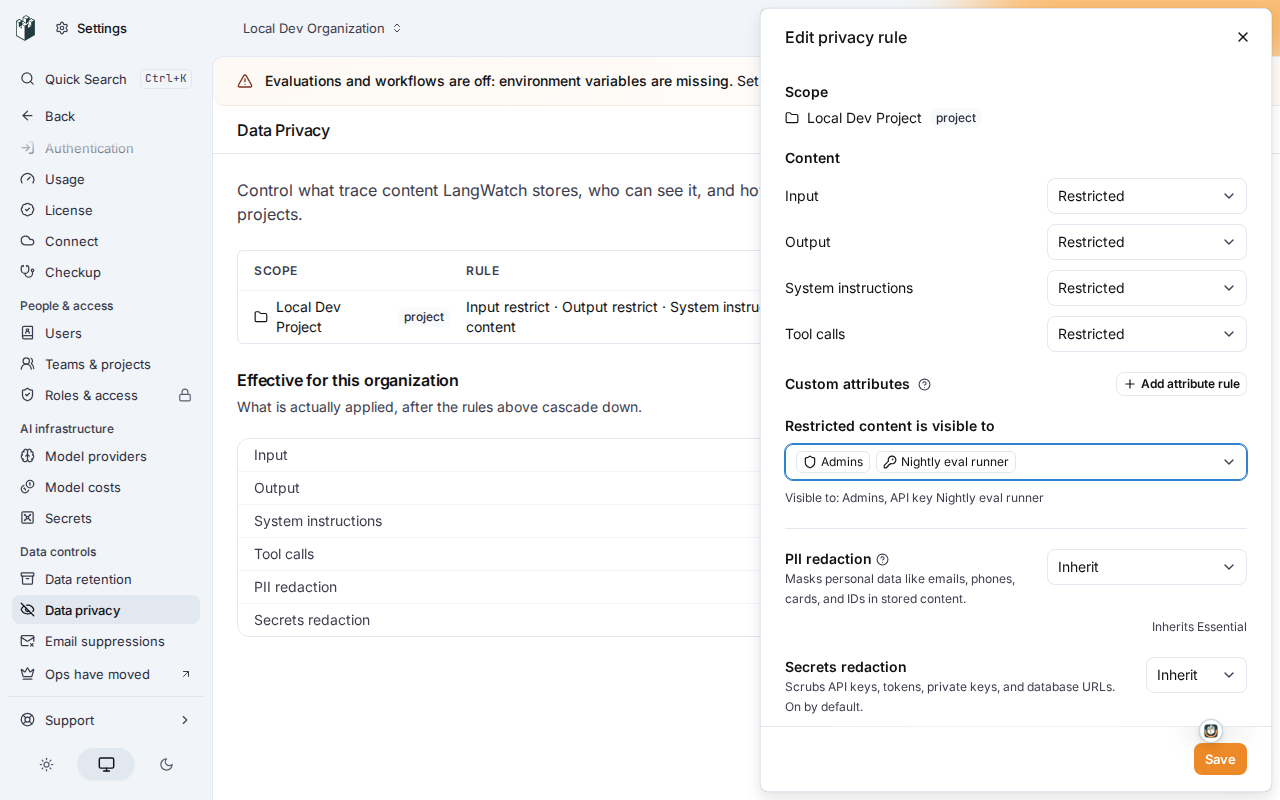 Settings
Local Dev Organization
Quick Search Ctrl+K
Back
Authentication
Usage
License
Connect
Checkup
People & access
Users
Teams & projects
Roles & access
AI infrastructure
Model providers
Model costs
Secrets
Data controls
Data retention
Data privacy
Email suppressions
Ops have moved
Support
Evaluations and workflows are off: environment variables are missing. Set
Data Privacy
Control what trace content LangWatch stores, who can see it, and
projects.
SCOPE RULE
Local Dev
Project
project
Input restrict · Output restrict · System
content
Effective for this organization
What is actually applied, after the rules above cascade down.
Input
Output
System instructions
Tool calls
PII redaction
Secrets redaction
Edit privacy rule
Scope
Local Dev Project project
Content
Input Restricted
Output Restricted
System instructions Restricted
Tool calls Restricted
Custom attributes Add attribute rule
Restricted content is visible to
Admins Nightly eval runner
Visible to: Admins, API key Nightly eval runner
PII redaction Inherit
Masks personal data like emails, phones,
cards, and IDs in stored content.
Inherits Essential
Secrets redaction Inherit
Scrubs API keys, tokens, private keys, and database URLs.
On by default.
Save